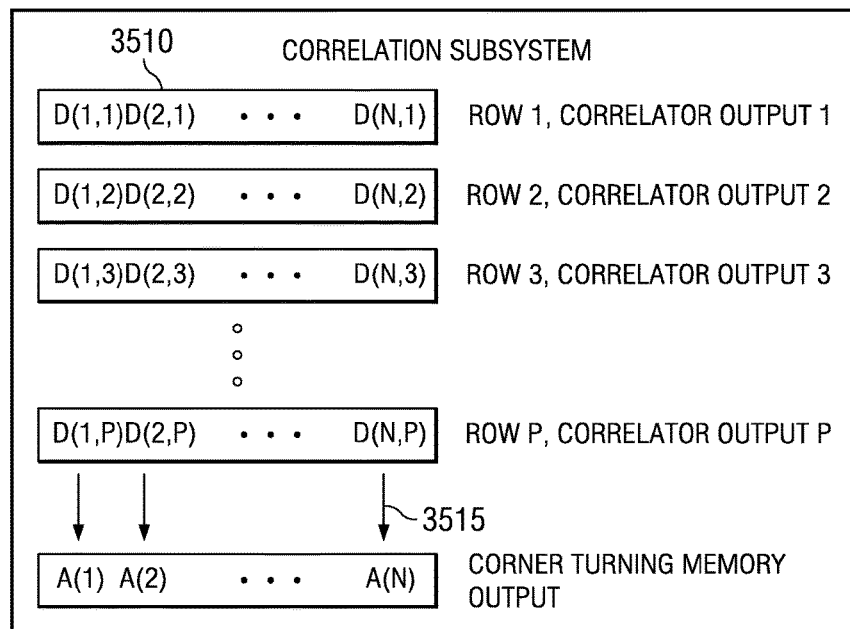 3510
CORRELATION SUBSYSTEM
D(1,1)D(2,1) • • • D(N,1) ROW 1, CORRELATOR OUTPUT 1
D(1,2)D(2,2) • • • D(N,2) ROW 2, CORRELATOR OUTPUT 2
D(1,3)D(2,3) • • • D(N,3) ROW 3, CORRELATOR OUTPUT 3
D(1,P)D(2,P) • • • D(N,P) ROW P, CORRELATOR OUTPUT P
3515
A(1) A(2) • • • A(N) CORNER TURNING MEMORY
OUTPUT